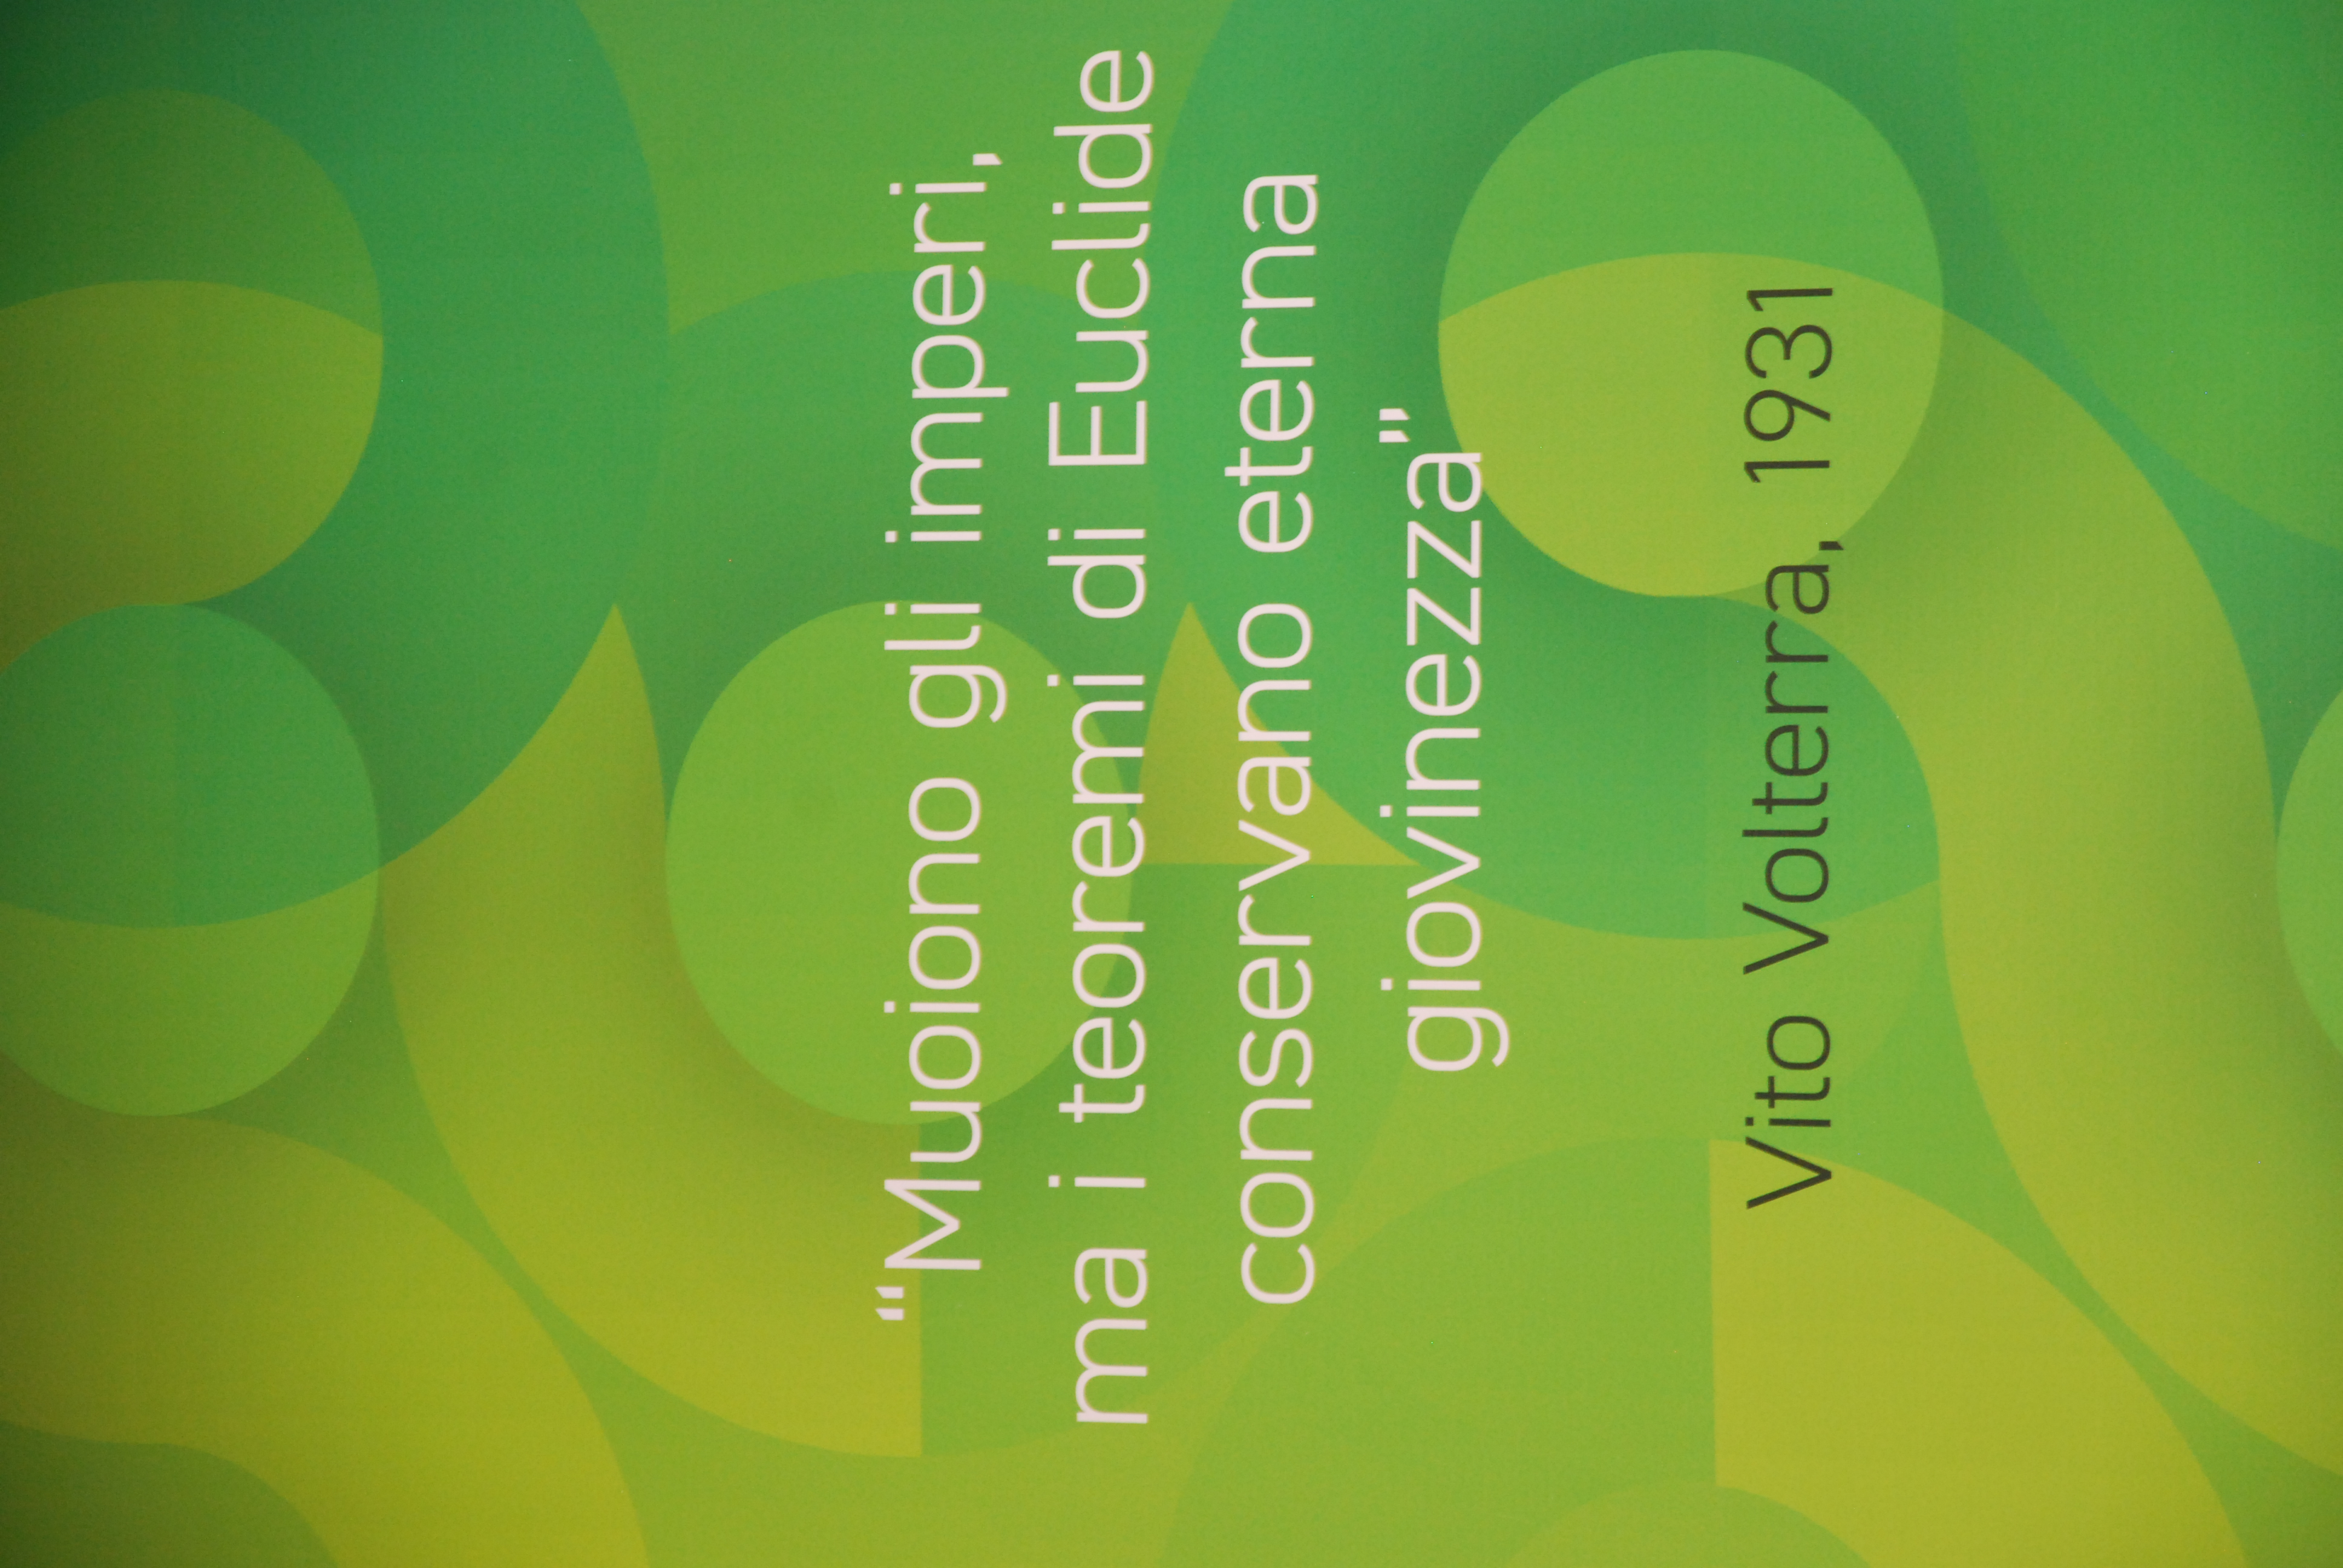 “Muoiono gli imperi,
ma i teoremi di Euclide
conservano eterna
giovinezza”
Vito Volterra, 1931